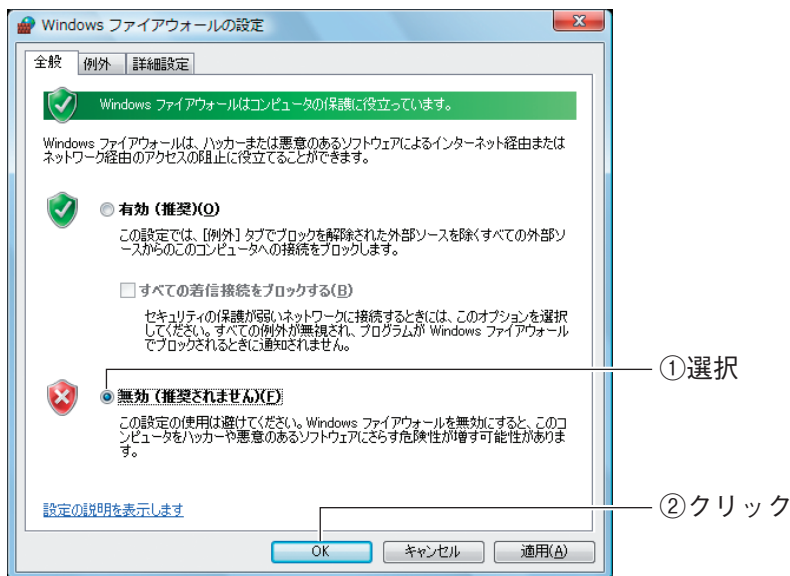 Windows ファイアウォールの設定
全般 例外 詳細設定
Windows ファイアウォールはコンピュータの保護に役立っています。
Windows ファイアウォールは、ハッカーまたは悪意のあるソフトウェアによるインターネット経由または
ネットワーク経由のアクセスの阻止に役立てることができます。
有効 (推奨)(O)
この設定では、[例外] タブでブロックを解除された外部ソースを除くすべての外部ソ
ースからのこのコンピュータへの接続をブロックします。
すべての着信接続をブロックする(B)
セキュリティの保護が弱いネットワークに接続するときには、このオプションを選択
してください。すべての例外が無視され、プログラムが Windows ファイアウォール
でブロックされるときに通知されません。
①選択
無効 (推奨されません)(F)
この設定の使用は避けてください。Windows ファイアウォールを無効にすると、このコ
ンピュータをハッカーや悪意のあるソフトウェアにさらす危険性が増す可能性がありま
す。
設定の説明を表示します
②クリック
OK キャンセル 適用(A)